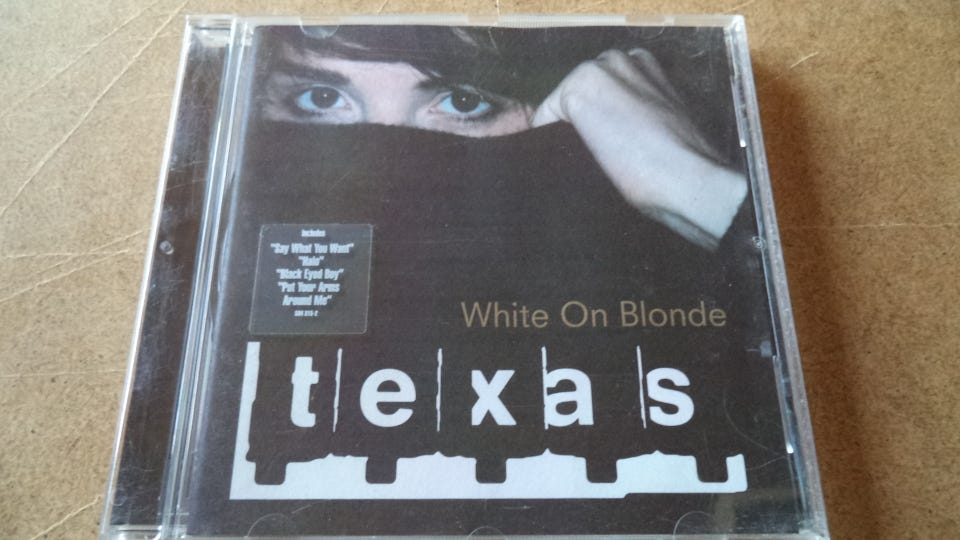 Includes
"Say What You Want"
"Halo"
"Black Eyed Boy"
"Put Your Arms
Around Me"
White On Blonde
texas